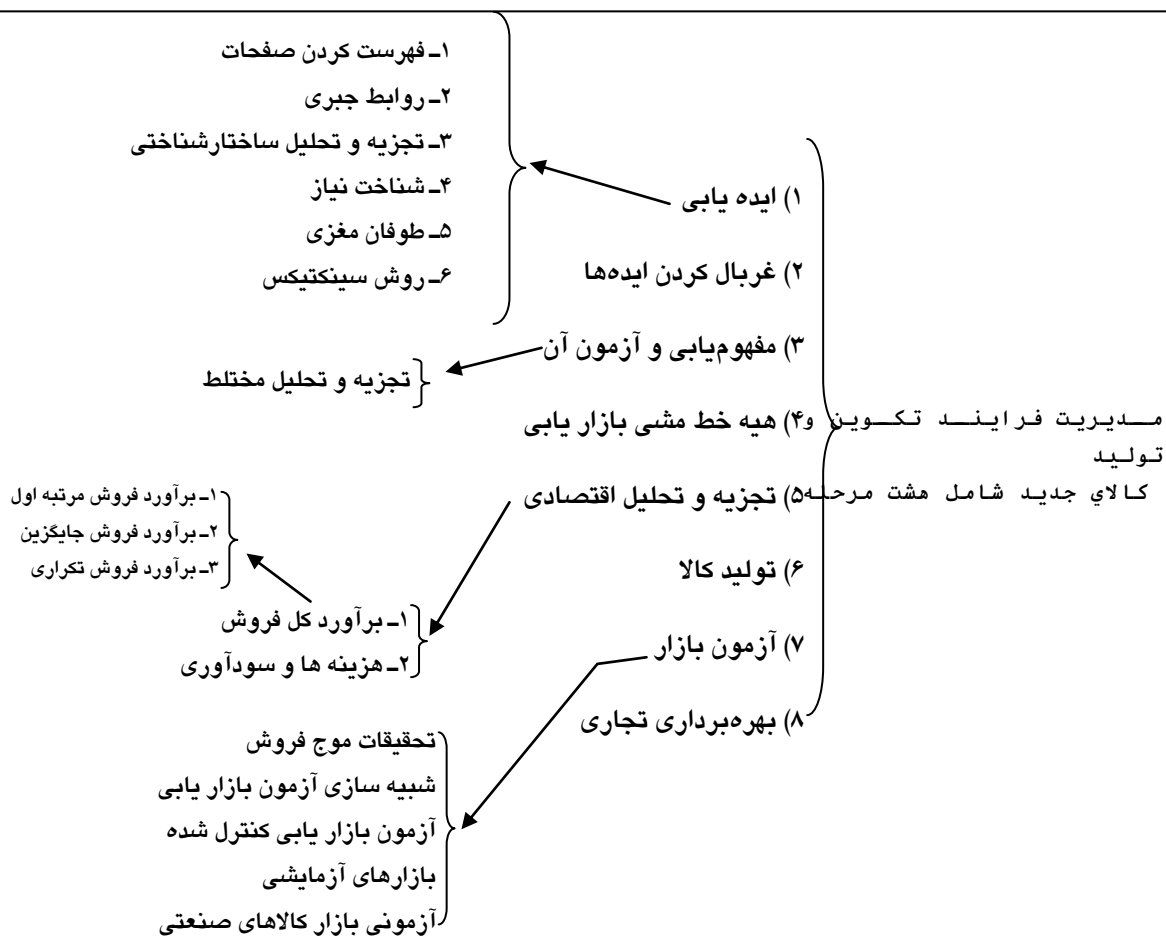 مـدیریت فراینـد تکـوین و
تولید
کالاي جدید شامل هشت مرحله
۱) ایده یابی
۲) غربال کردن ایده‌ها
۳) مفهوم‌یابی و آزمون آن
۴) هیه خط مشی بازار یابی
۵) تجزیه و تحلیل اقتصادی
۶) تولید کالا
۷) آزمون بازار
۸) بهره‌برداری تجاری
۱ـ فهرست کردن صفحات
۲ـ روابط جبری
۳ـ تجزیه و تحلیل ساختارشناختی
۴ـ شناخت نیاز
۵ـ طوفان مغزی
۶ـ روش سینکتیکس
تجزیه و تحلیل مختلط
۱ـ برآورد کل فروش
۲ـ هزینه ها و سودآوری
۱ـ برآورد فروش مرتبه اول
۲ـ برآورد فروش جایگزین
۳ـ برآورد فروش تکراری
تحقیقات موج فروش
شبیه سازی آزمون بازار یابی
آزمون بازار یابی کنترل شده
بازارهای آزمایشی
آزمونی بازار کالاهای صنعتی